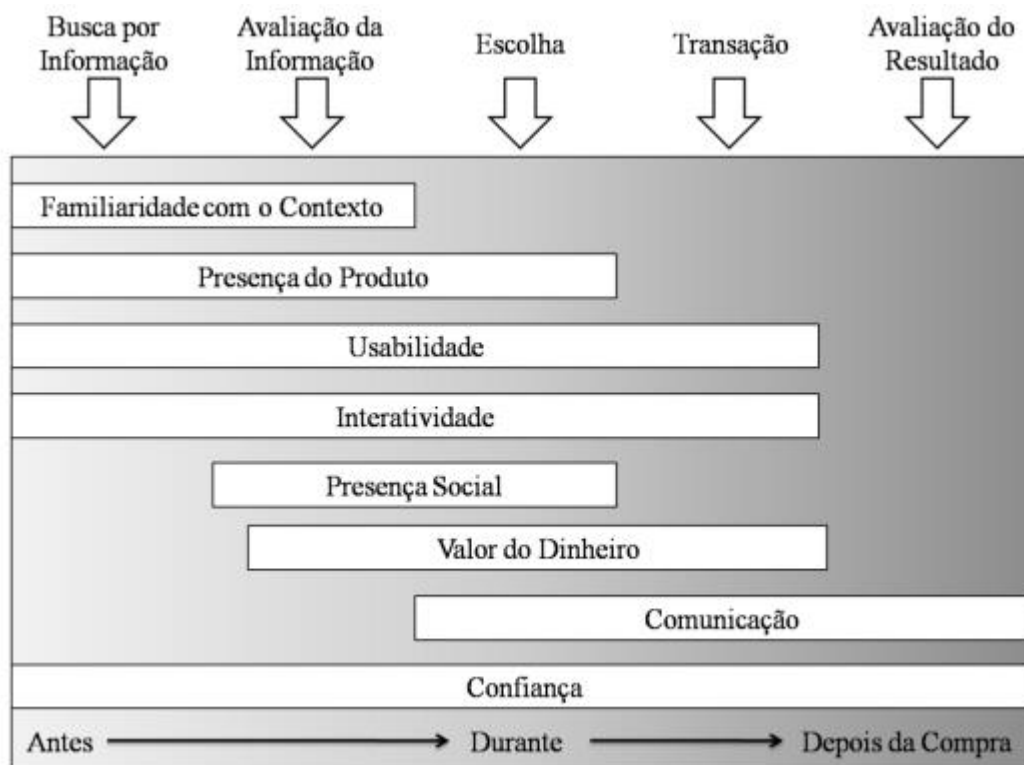 Busca por
Informação
Avaliação da
Informação
Escolha
Transação
Avaliação do
Resultado
Familiaridade com o Contexto
Presença do Produto
Usabilidade
Interatividade
Presença Social
Valor do Dinheiro
Comunicação
Confiança
Antes
Durante
Depois da Compra